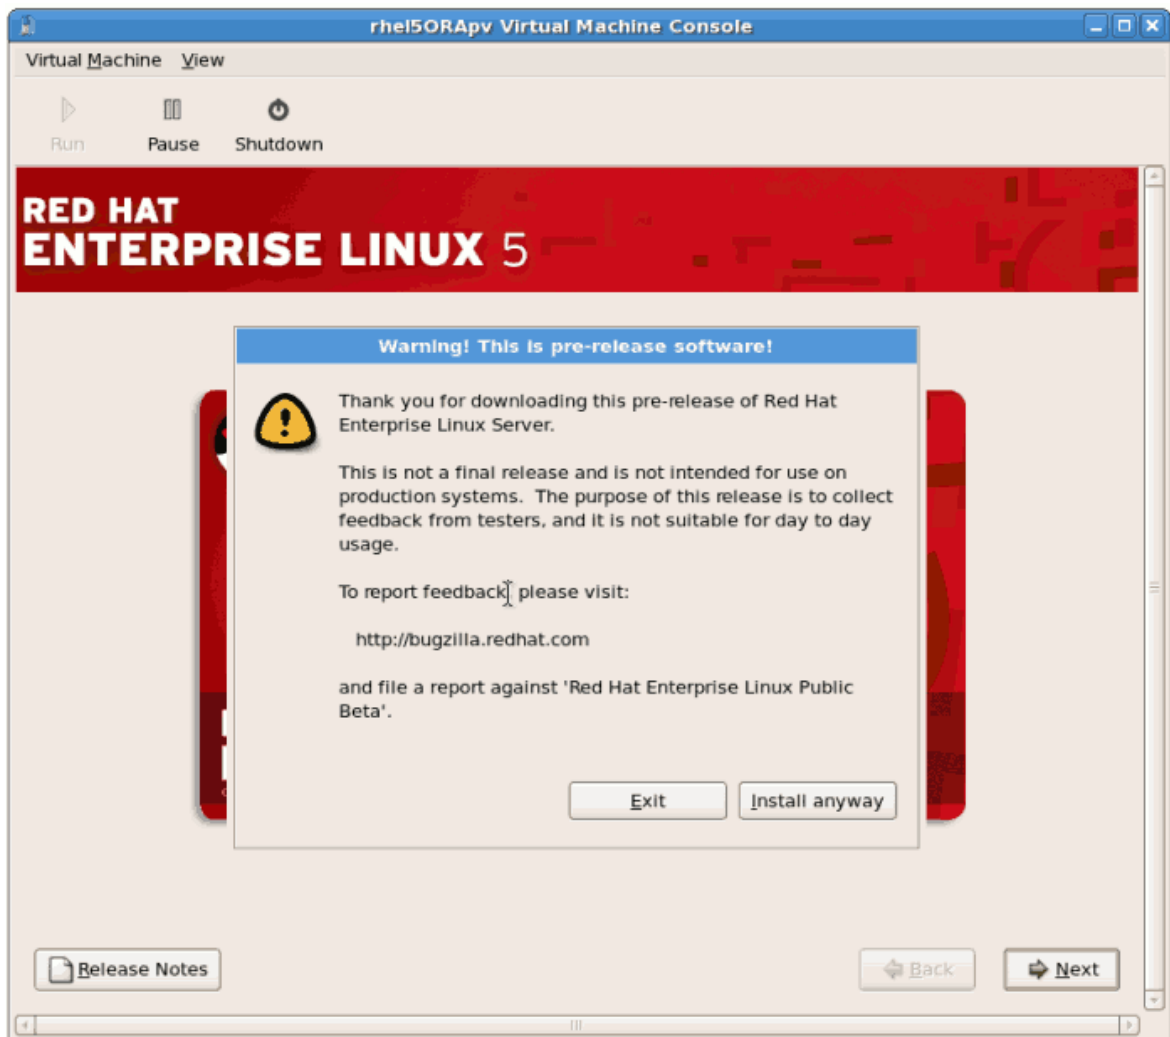 rhel5ORApv Virtual Machine Console
Virtual Machine View
Run Pause Shutdown
RED HAT
ENTERPRISE LINUX 5
Warning! This is pre-release software!
Thank you for downloading this pre-release of Red Hat
Enterprise Linux Server.
This is not a final release and is not intended for use on
production systems. The purpose of this release is to collect
feedback from testers, and it is not suitable for day to day
usage.
To report feedback, please visit:
http://bugzilla.redhat.com
and file a report against 'Red Hat Enterprise Linux Public
Beta'.
Exit Install anyway
Release Notes Back Next